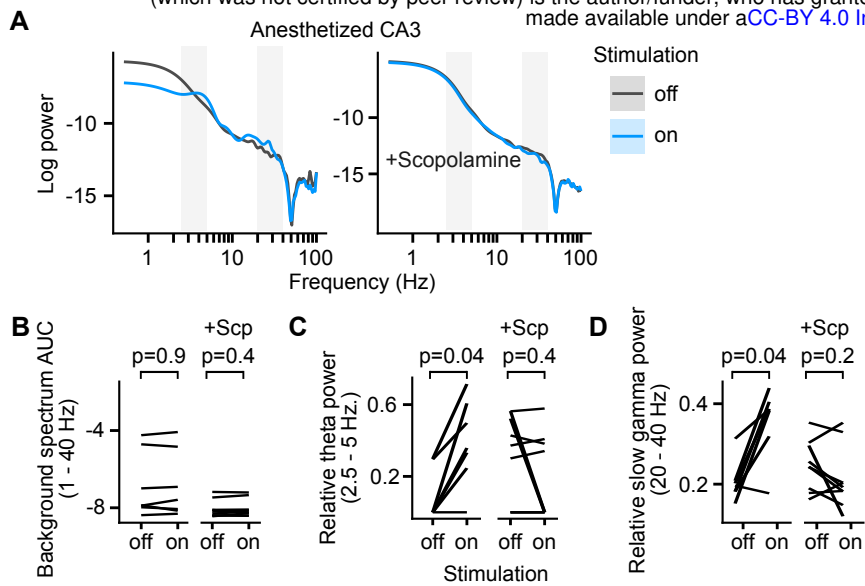 (which was not certified by peer review) is the author/funder, who has grante
made available under aCC-BY 4.0 In
A
Anesthetized CA3
Stimulation
off
on
Log power
-10
-15
-10
-15
+Scopolamine
1
10
100
1
10
100
Frequency (Hz)
B
Background spectrum AUC
(1 - 40 Hz)
+Scp
p=0.9
p=0.4
-4
-8
off
on
off
on
C
Relative theta power
(2.5 - 5 Hz.)
+Scp
p=0.04
p=0.4
0.6
0.2
off
on
off
on
Stimulation
D
Relative slow gamma power
(20 - 40 Hz)
+Scp
p=0.04
p=0.2
0.4
0.2
off
on
off
on